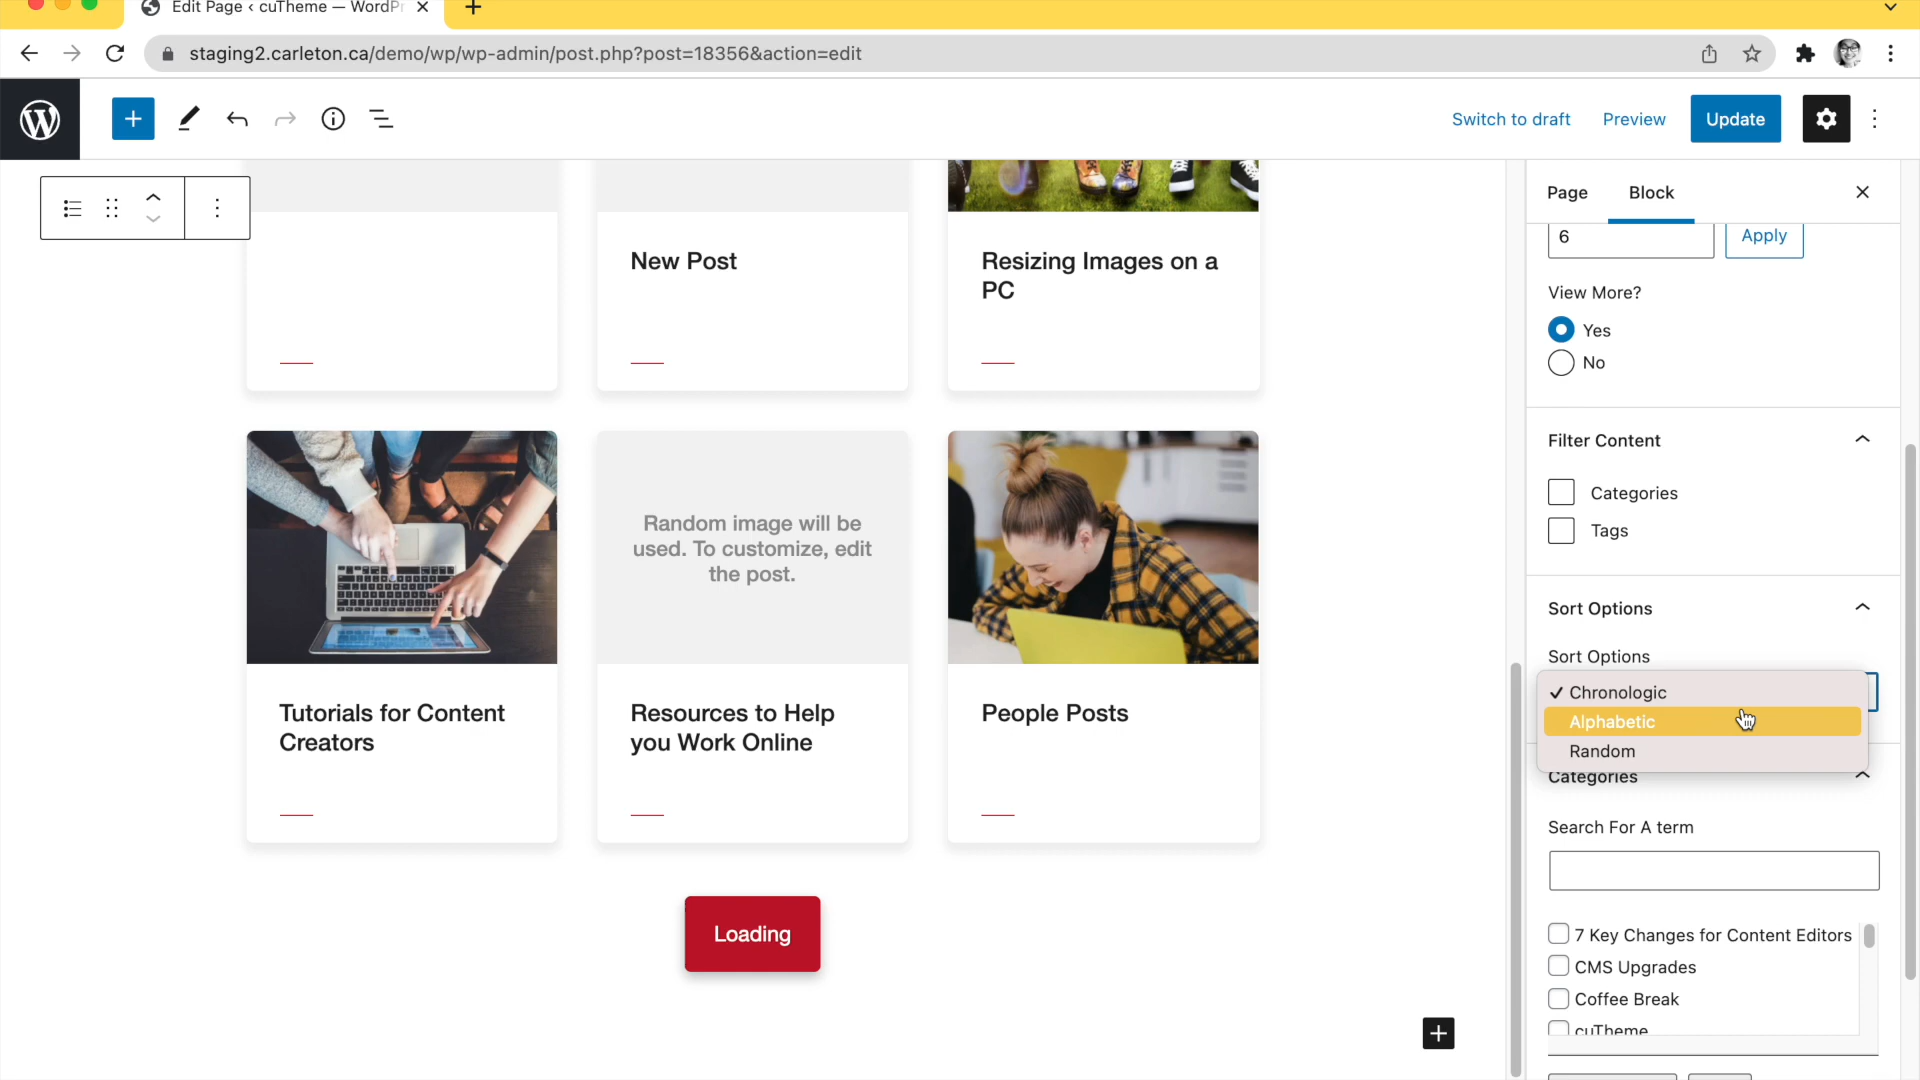 Edit Page ‹ cuTheme — WordPr
staging2.carleton.ca/demo/wp/wp-admin/post.php?post=18356&action=edit
Switch to draft
Preview
Update
Page
Block
6
Apply
New Post
Resizing Images on a
PC
View More?
Yes
No
Filter Content
Categories
Tags
Random image will be
used. To customize, edit
the post.
Sort Options
Sort Options
✓ Chronologic
Alphabetic
Random
Tutorials for Content
Creators
Resources to Help
you Work Online
People Posts
Categories
Search For A term
Loading
7 Key Changes for Content Editors
CMS Upgrades
Coffee Break
cuTheme